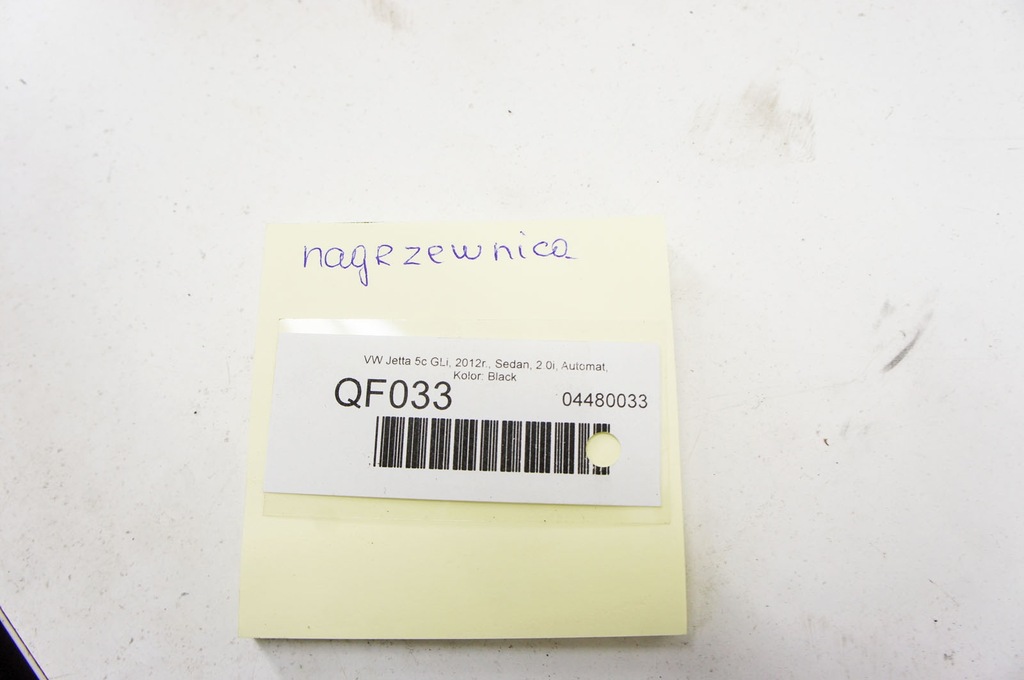 nagrzewnica
VW Jetta 5c GLi, 2012r., Sedan, 2.0i, Automat,
Kolor: Black
QF033 04480033